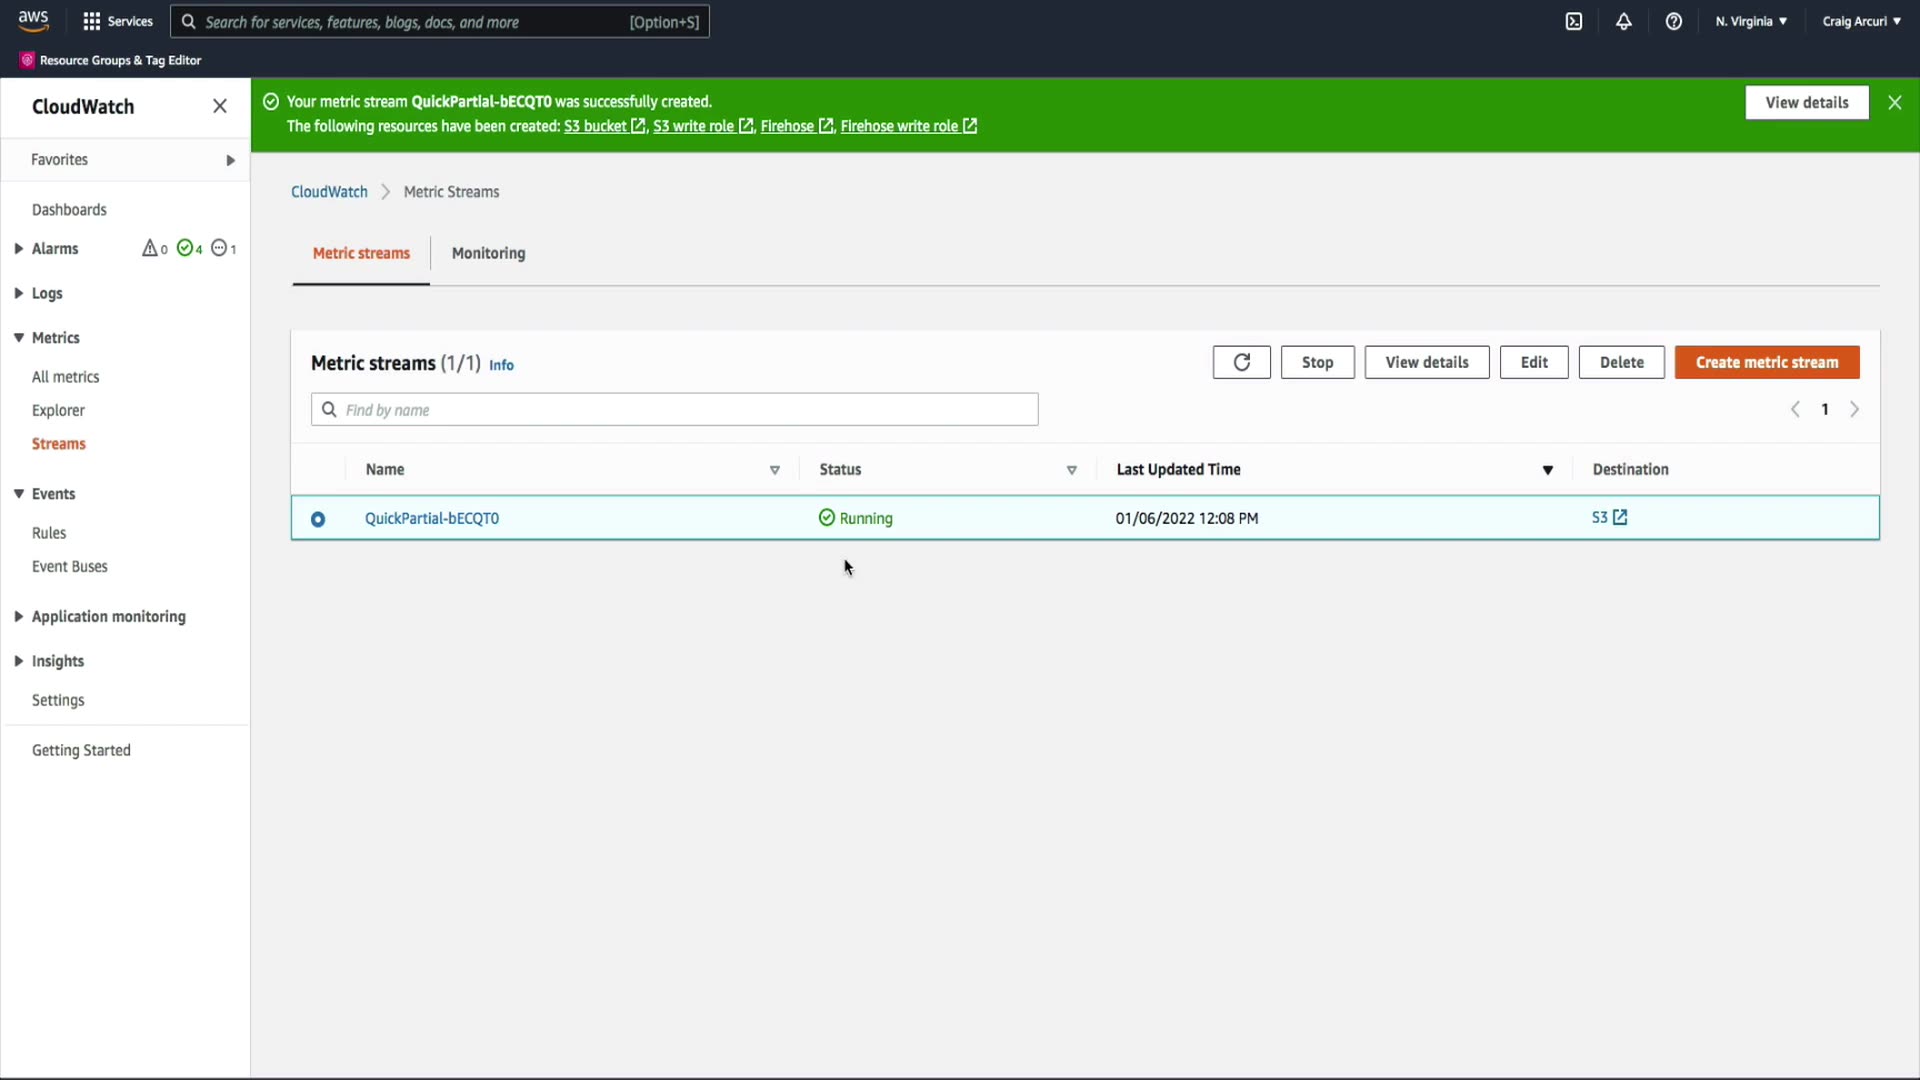 aws
Services
Search for services, features, blogs, docs, and more
[Option+S]
N. Virginia
Craig Arcuri
Resource Groups & Tag Editor
CloudWatch
Favorites
Dashboards
Alarms
0
4
1
Logs
Metrics
All metrics
Explorer
Streams
Events
Rules
Event Buses
Application monitoring
Insights
Settings
Getting Started
Your metric stream QuickPartial-bECQT0 was successfully created.
The following resources have been created: S3 bucket, S3 write role, Firehose, Firehose write role
View details
CloudWatch
Metric Streams
Metric streams
Monitoring
Metric streams (1/1) Info
Stop
View details
Edit
Delete
Create metric stream
Find by name
1
Name
Status
Last Updated Time
Destination
QuickPartial-bECQT0
Running
01/06/2022 12:08 PM
S3